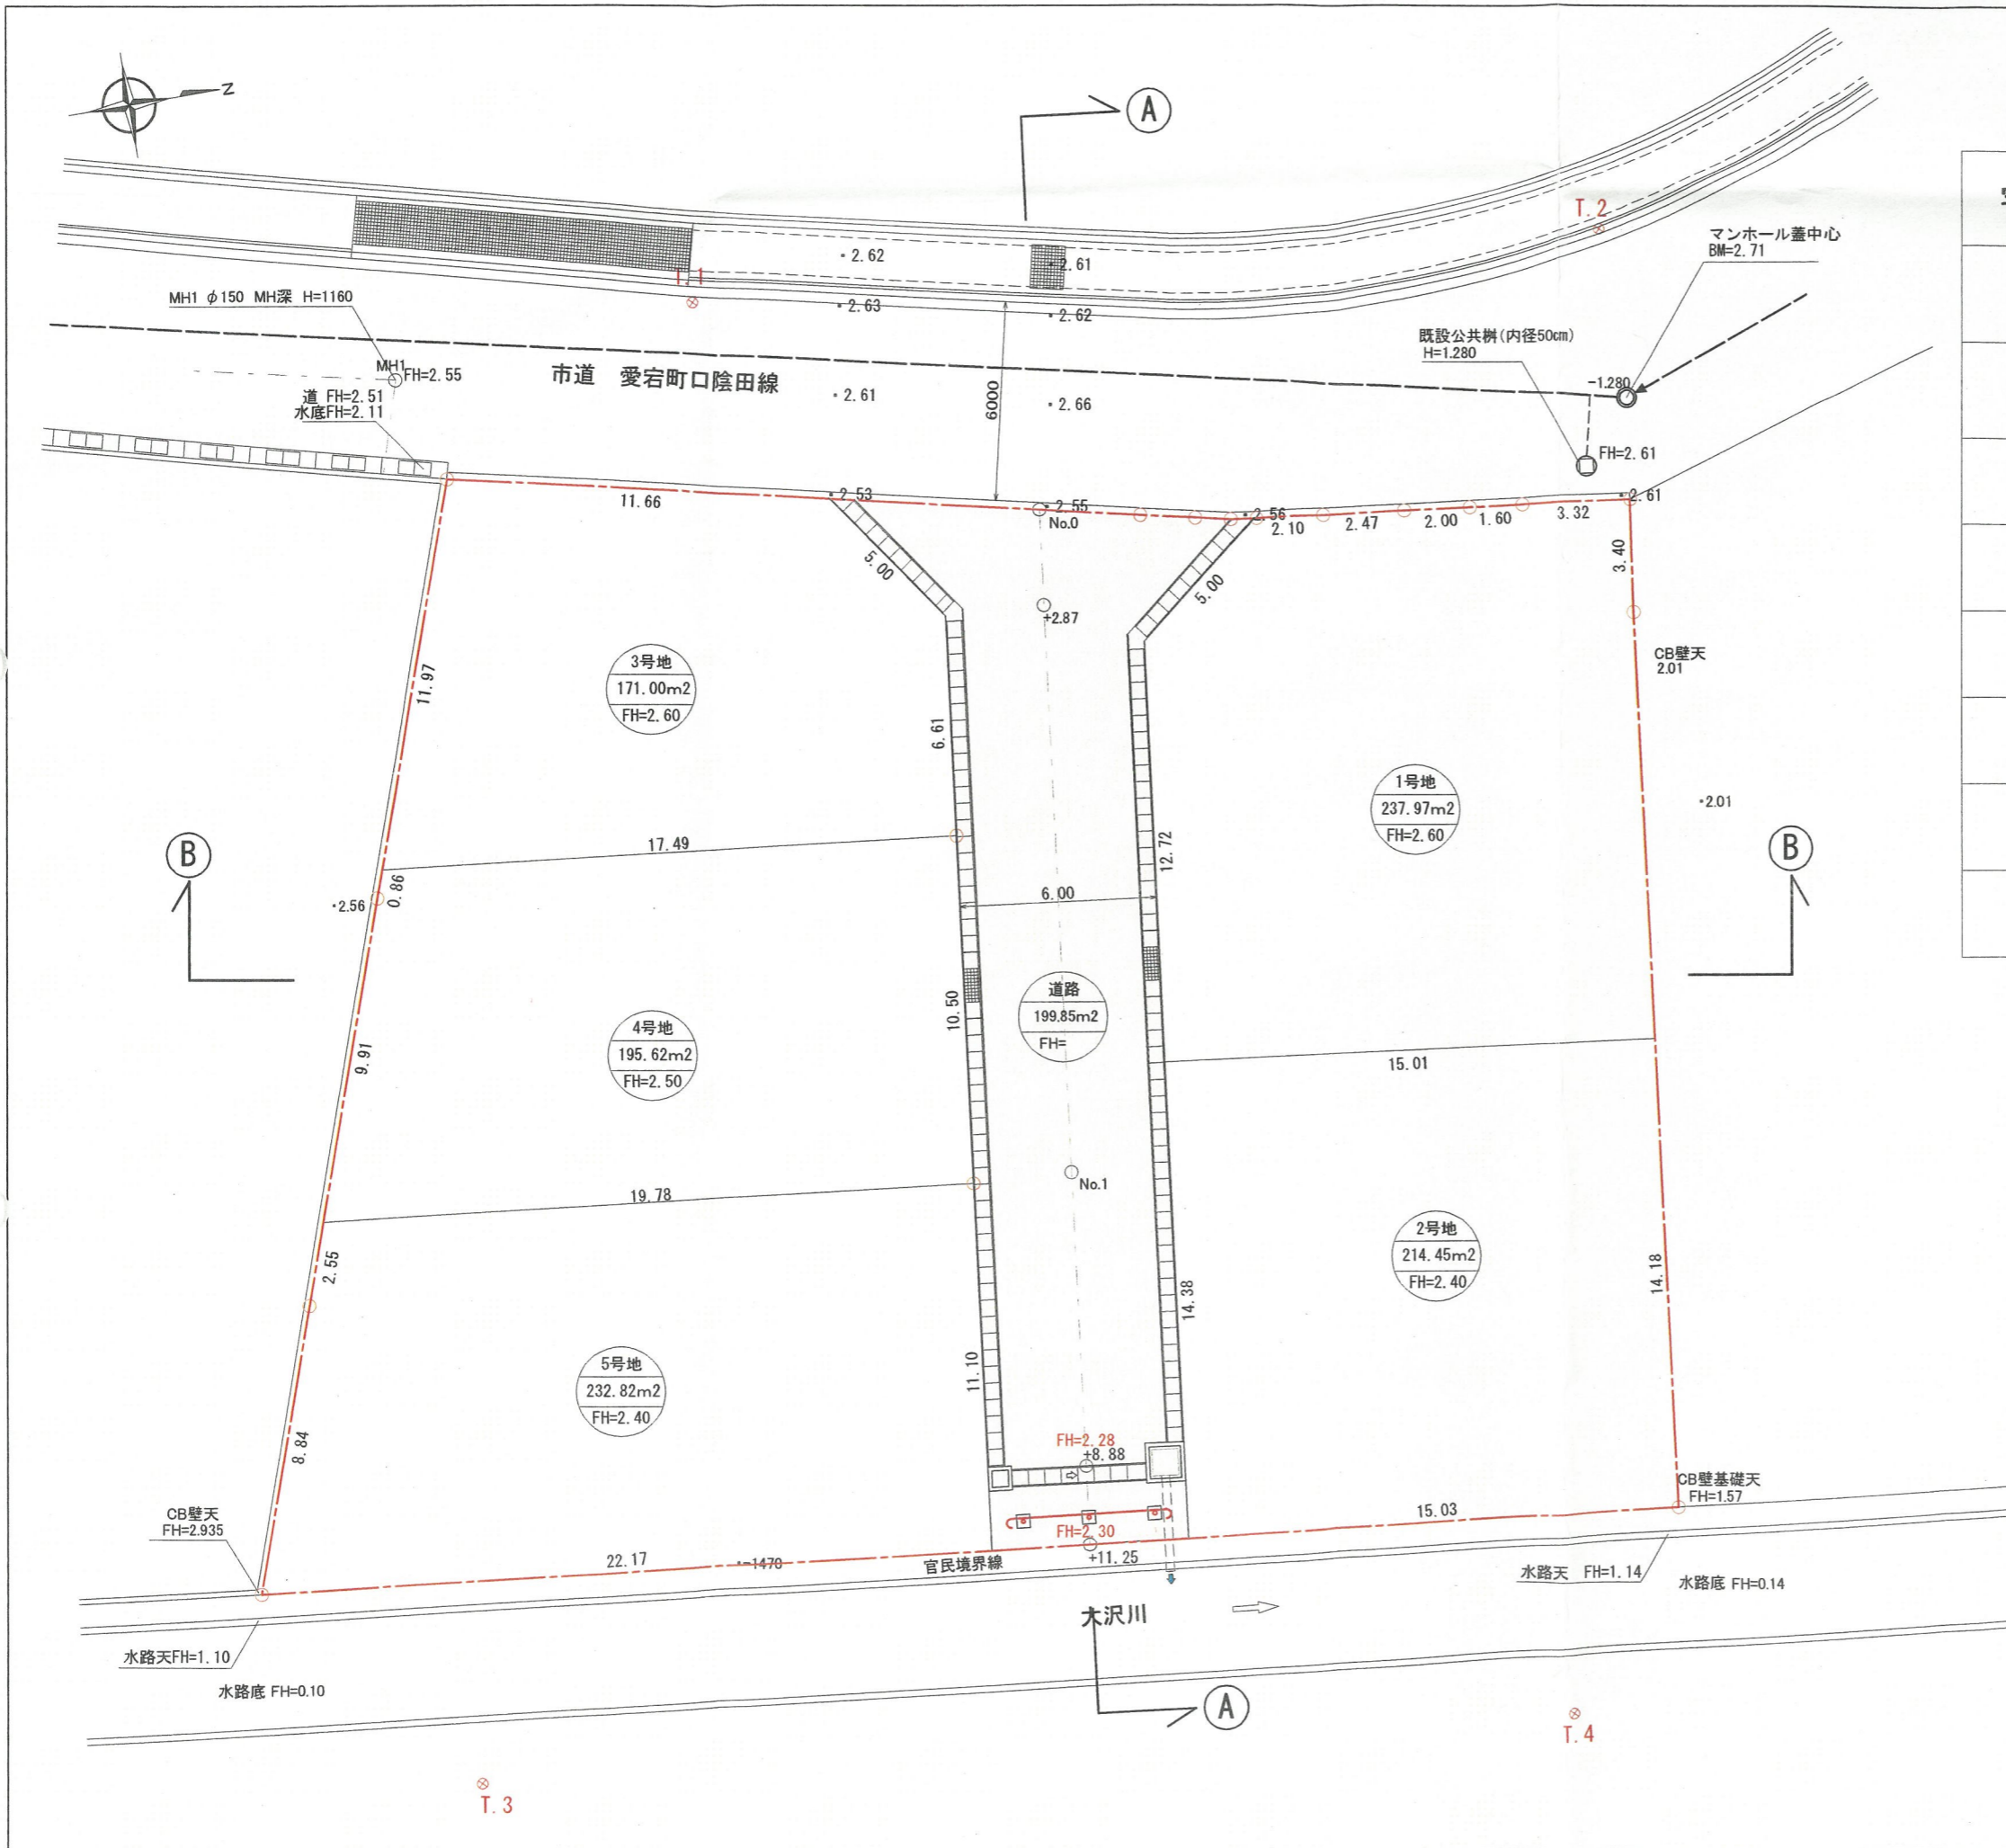 N
A
T.2
マンホール蓋中心
BM=2.71
2.62
2.61
T.1
MH1 φ150 MH深 H=1160
2.63
2.62
既設公共桝(内径50cm)
H=1.280
MH1
FH=2.55
市道 愛宕町口陰田線
-1.280
道 FH=2.51
水底FH=2.11
2.61
6000
2.66
FH=2.61
11.66
2.53
2.55
No.0
2.56
2.10
2.47
2.00
1.60
3.32
2.61
5.00
5.00
3.40
+2.87
CB壁天
2.01
3号地
171.00m2
FH=2.60
11.97
6.61
1号地
237.97m2
FH=2.60
2.01
B
17.49
12.72
B
0.86
2.56
6.00
道路
199.85m2
FH=
10.50
4号地
195.62m2
FH=2.50
9.91
15.01
19.78
No.1
2号地
214.45m2
FH=2.40
2.55
14.38
14.18
5号地
232.82m2
FH=2.40
11.10
8.84
FH=2.28
+8.88
CB壁基礎天
FH=1.57
CB壁天
FH=2.935
15.03
FH=2.30
22.17
-1470
官民境界線
+11.25
水路天 FH=1.14
水路底 FH=0.14
大沢川
水路天FH=1.10
水路底 FH=0.10
A
T.4
T.3